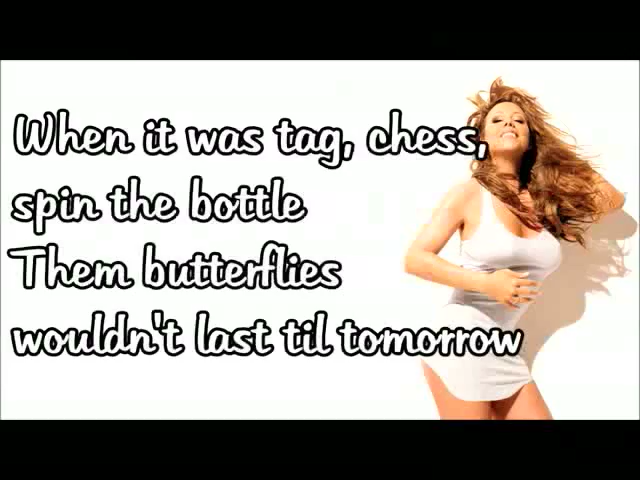 When it was tag, chess,
spin the bottle
Them butterflies
wouldn't last til tomorrow